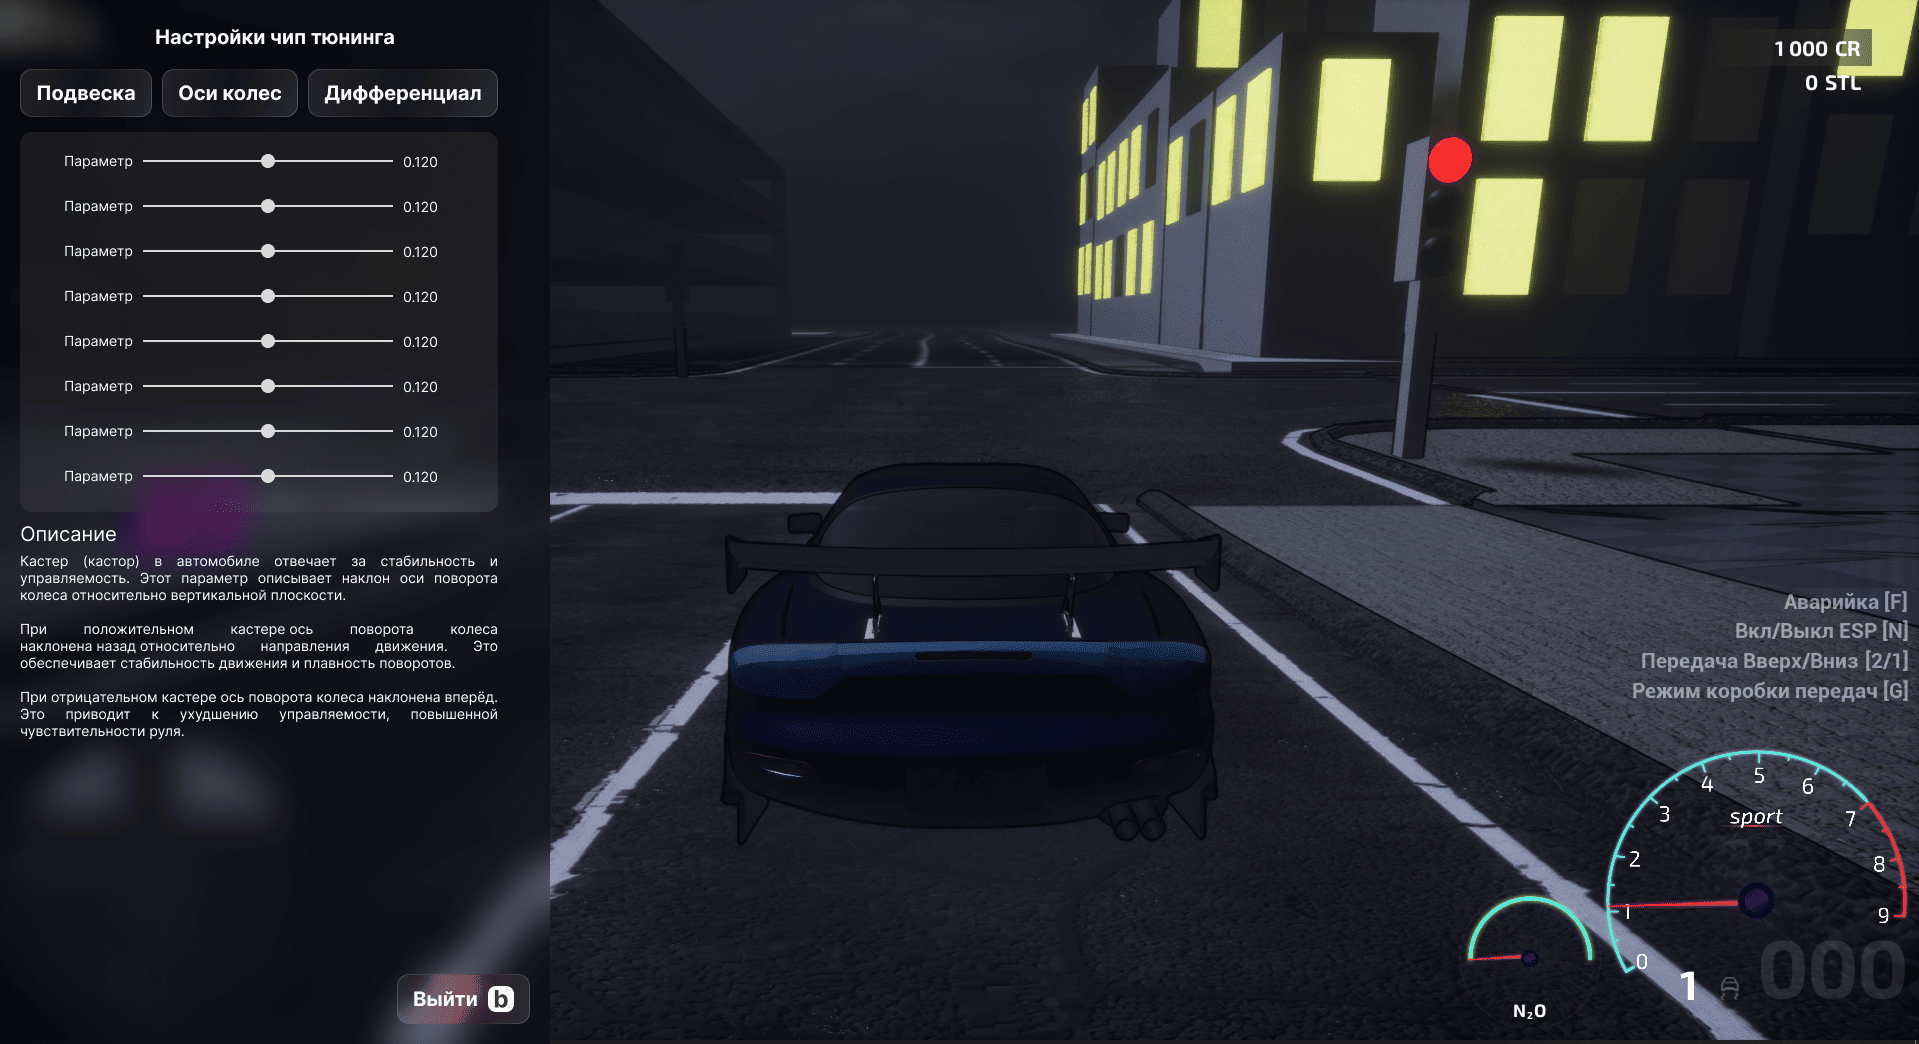 Настройки чип тюнинга
Подвеска
Оси колес
Дифференциал
Параметр 0.120
Параметр 0.120
Параметр 0.120
Параметр 0.120
Параметр 0.120
Параметр 0.120
Параметр 0.120
Параметр 0.120
Описание
Кастер (кастор) в автомобиле отвечает за стабильность и
управляемость. Этот параметр описывает наклон оси поворота
колеса относительно вертикальной плоскости.
При положительном кастере ось поворота колеса
наклонена назад относительно направления движения. Это
обеспечивает стабильность движения и плавность поворотов.
При отрицательном кастере ось поворота колеса наклонена вперёд.
Это приводит к ухудшению управляемости, повышенной
чувствительности руля.
Выйти b
1 000 CR
0 STL
Аварийка [F]
Вкл/Выкл ESP [N]
Передача Вверх/Вниз [2/1]
Режим коробки передач [G]
0
1
2
3
4
5
6
7
8
9
sport
N₂O
1
000